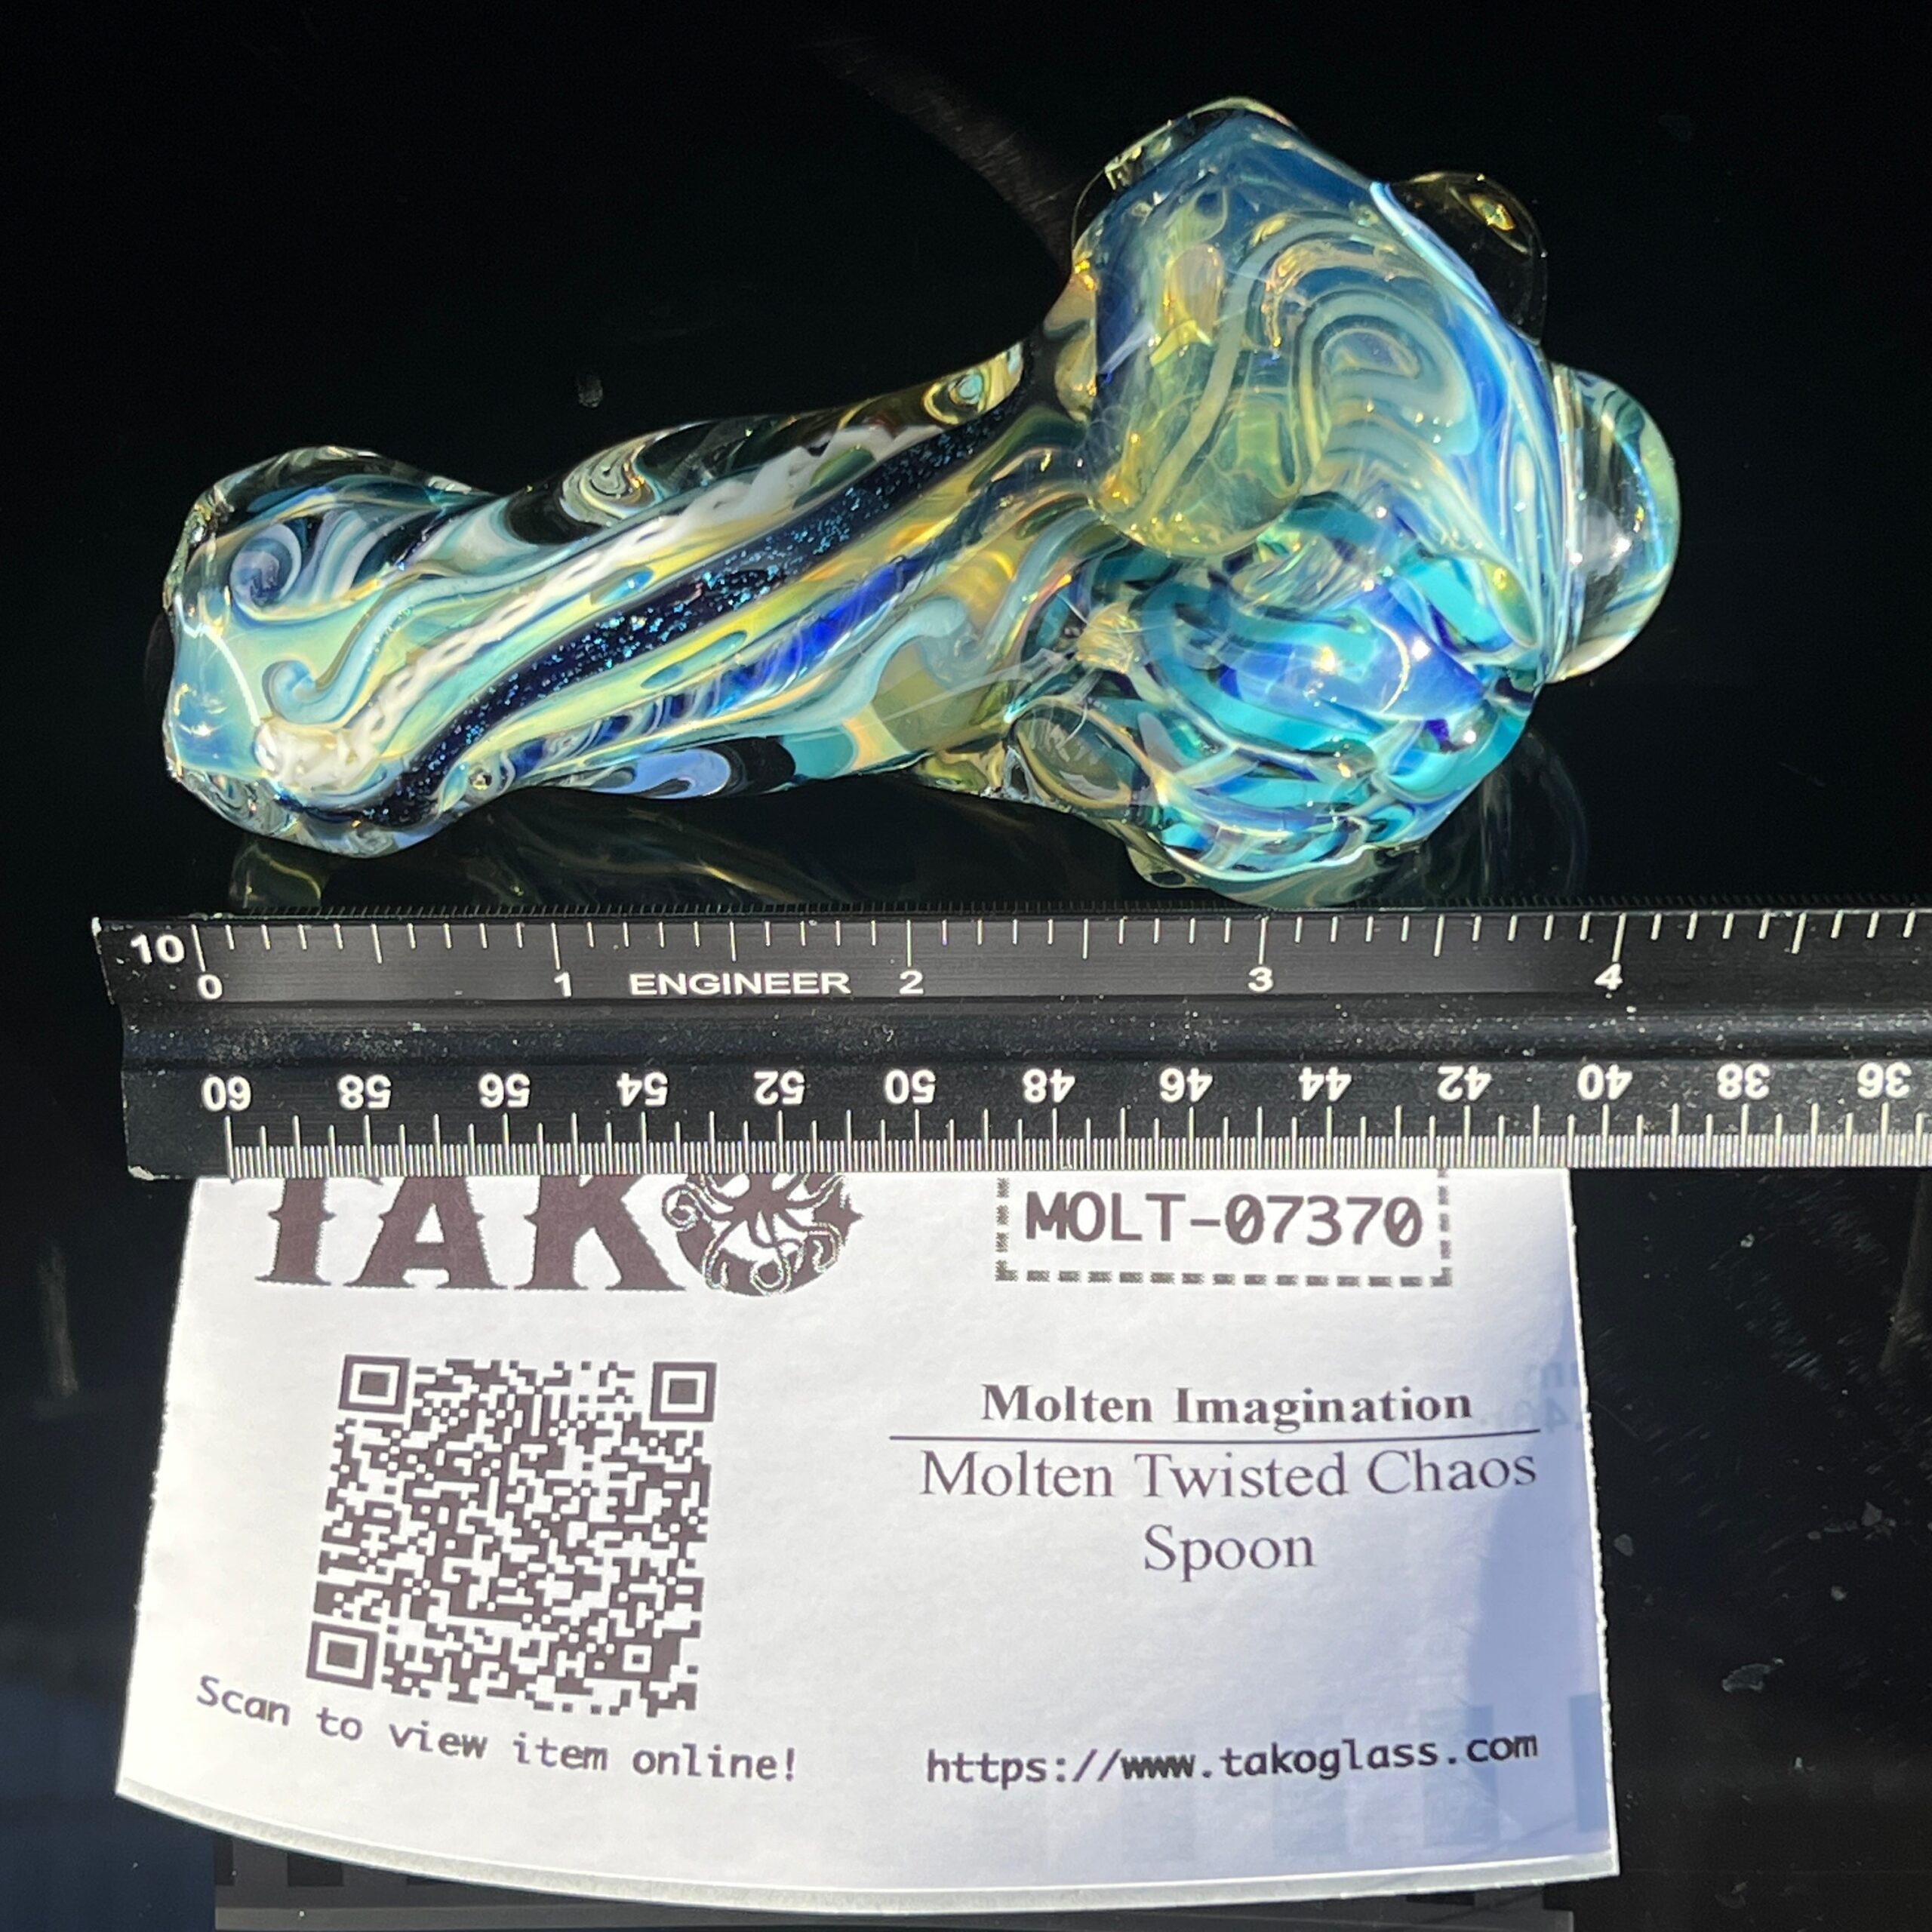 10
0 1 ENGINEER 2 3 4
60 58 56 54 52 50 48 46 44 42 40 38 36
TAKO
MOLT-07370
Molten Imagination
Molten Twisted Chaos
Spoon
Scan to view item online!
https://www.takoglass.com